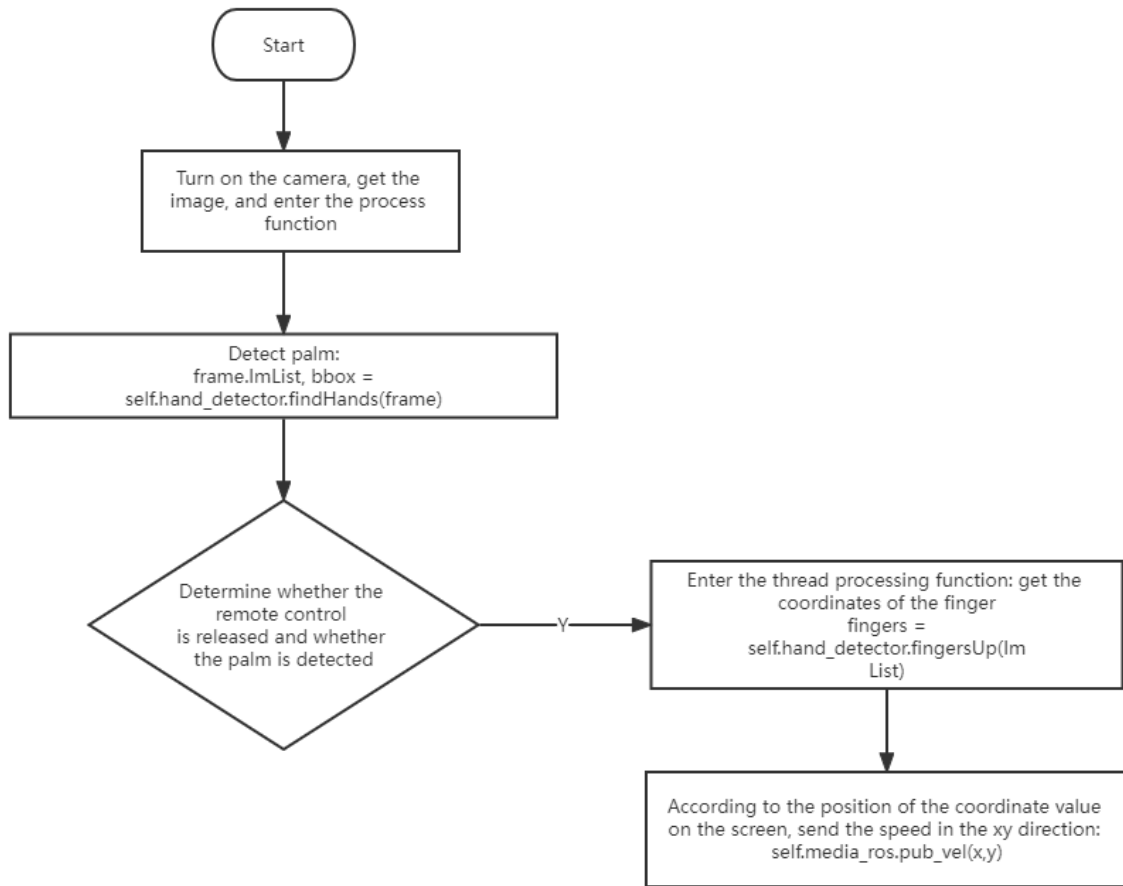 Start
Turn on the camera, get the
image, and enter the process
function
Detect palm:
frame.lmList, bbox =
self.hand_detector.findHands(frame)
Determine whether the
remote control
is released and whether
the palm is detected
Y
Enter the thread processing function: get the
coordinates of the finger
fingers =
self.hand_detector.fingersUp(lm
List)
According to the position of the coordinate value
on the screen, send the speed in the xy direction:
self.media_ros.pub_vel(x,y)